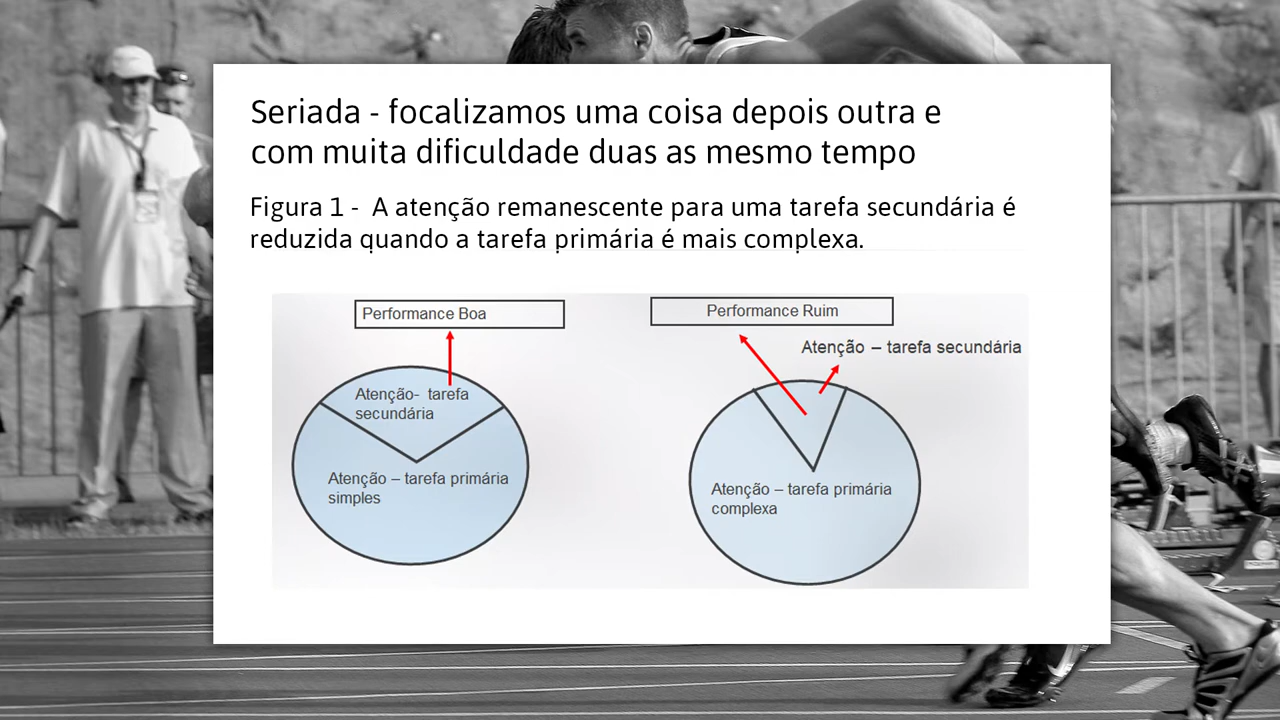 Seriada - focalizamos uma coisa depois outra e
com muita dificuldade duas as mesmo tempo
Figura 1 - A atenção remanescente para uma tarefa secundária é
reduzida quando a tarefa primária é mais complexa.
Performance Boa
Atenção- tarefa
secundária
Atenção – tarefa primária
simples
Performance Ruim
Atenção – tarefa secundária
Atenção – tarefa primária
complexa